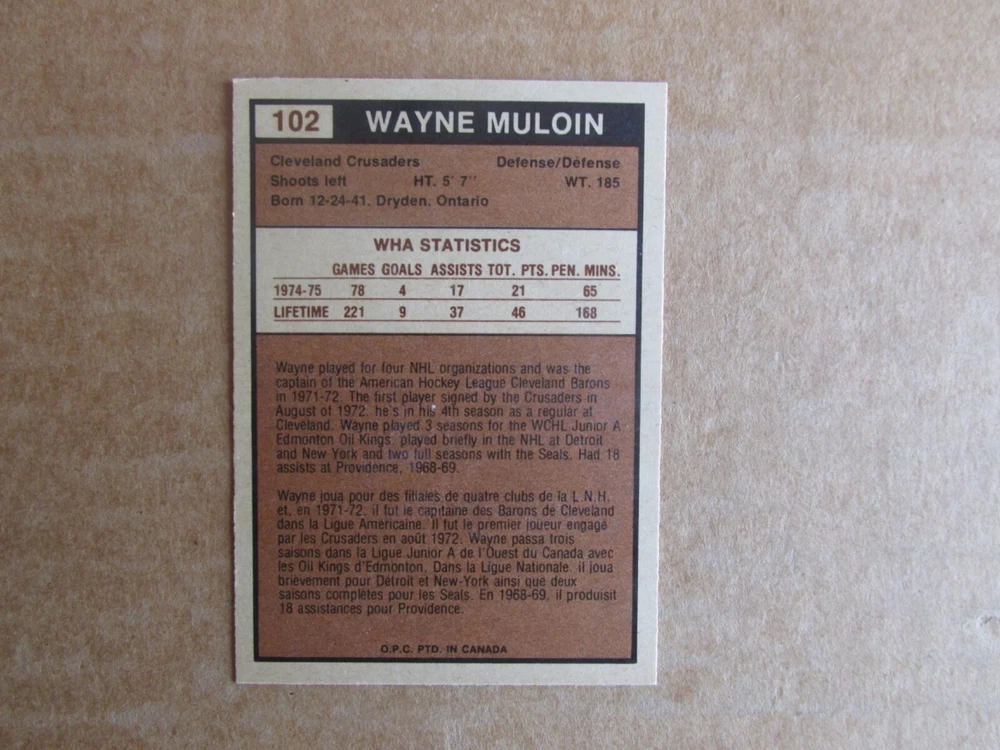 102 WAYNE MULOIN
Cleveland Crusaders Defense/Défense
Shoots left HT. 5' 7'' WT. 185
Born 12-24-41, Dryden, Ontario
WHA STATISTICS
GAMES GOALS ASSISTS TOT. PTS. PEN. MINS.
1974-75 78 4 17 21 65
LIFETIME 221 9 37 46 168
Wayne played for four NHL organizations and was the
captain of the American Hockey League Cleveland Barons
in 1971-72. The first player signed by the Crusaders in
August of 1972, he's in his 4th season as a regular at
Cleveland. Wayne played 3 seasons for the WCHL Junior A
Edmonton Oil Kings, played briefly in the NHL at Detroit
and New York and two full seasons with the Seals. Had 18
assists at Providence, 1968-69.
Wayne joua pour des filiales de quatre clubs de la L.N.H.
et, en 1971-72, il fut le capitaine des Barons de Cleveland
dans la Ligue Américaine. Il fut le premier joueur engagé
par les Crusaders en août 1972. Wayne passa trois
saisons dans la Ligue Junior A de l'Ouest du Canada avec
les Oil Kings d'Edmonton. Dans la Ligue Nationale, il joua
brièvement pour Détroit et New-York ainsi que deux
saisons complètes pour les Seals. En 1968-69, il produisit
18 assistances pour Providence.
O.P.C. PTD. IN CANADA